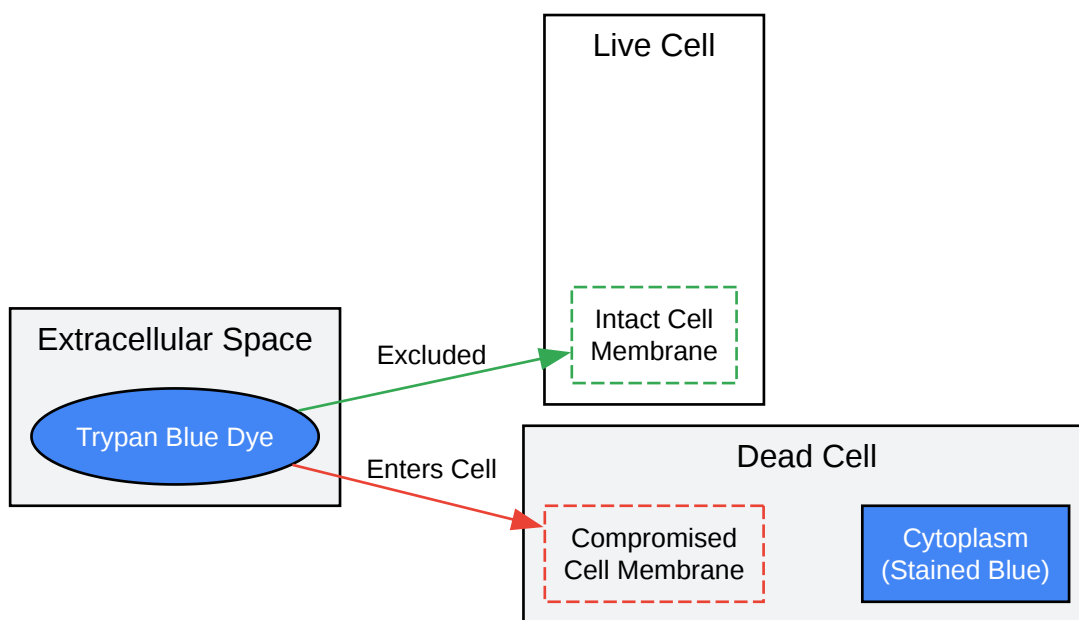 Live Cell
Intact Cell
Membrane
Extracellular Space
Trypan Blue Dye
Excluded
Enters Cell
Dead Cell
Compromised
Cell Membrane
Cytoplasm
(Stained Blue)